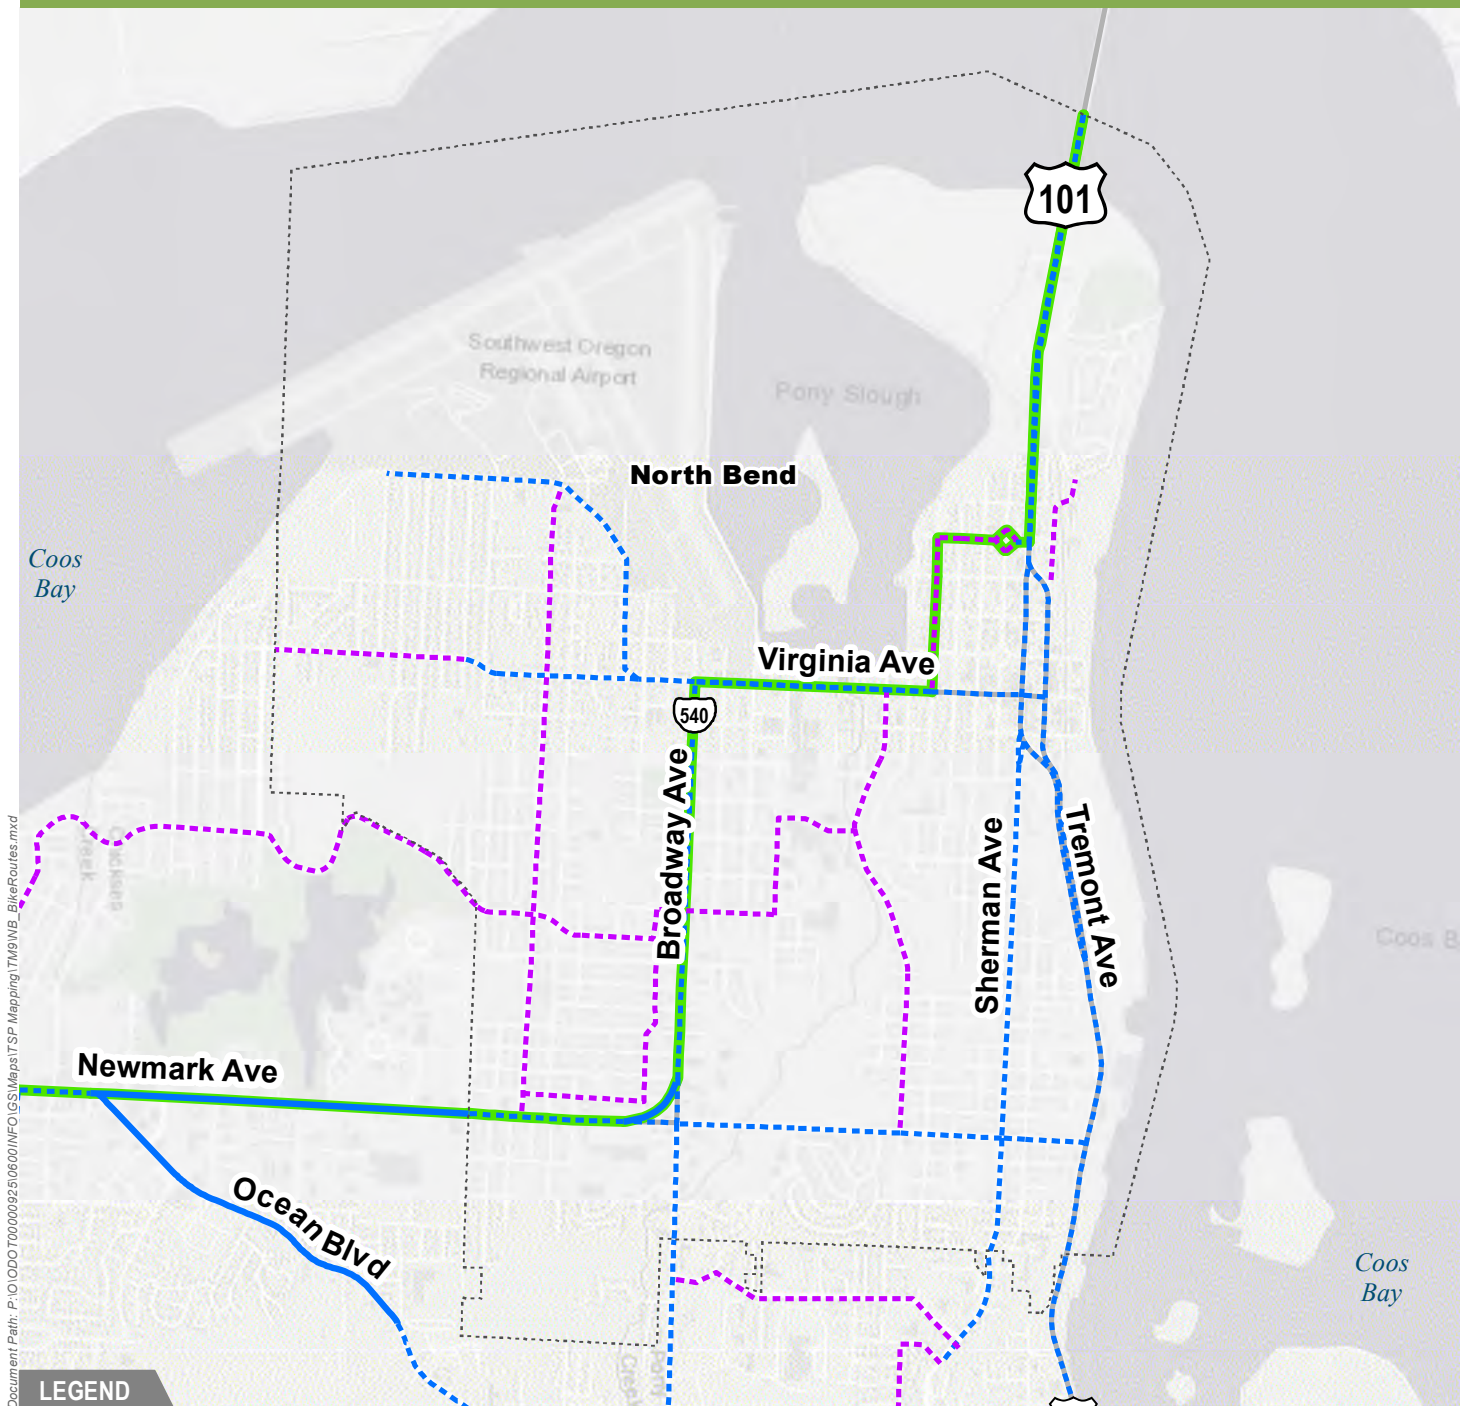 101
Southwest Oregon
Regional Airport
Pony Slough
North Bend
Coos
Bay
Virginia Ave
540
Broadway Ave
Sherman Ave
Tremont Ave
Coos B
Newmark Ave
Ocean Blvd
Coos
Bay
LEGEND